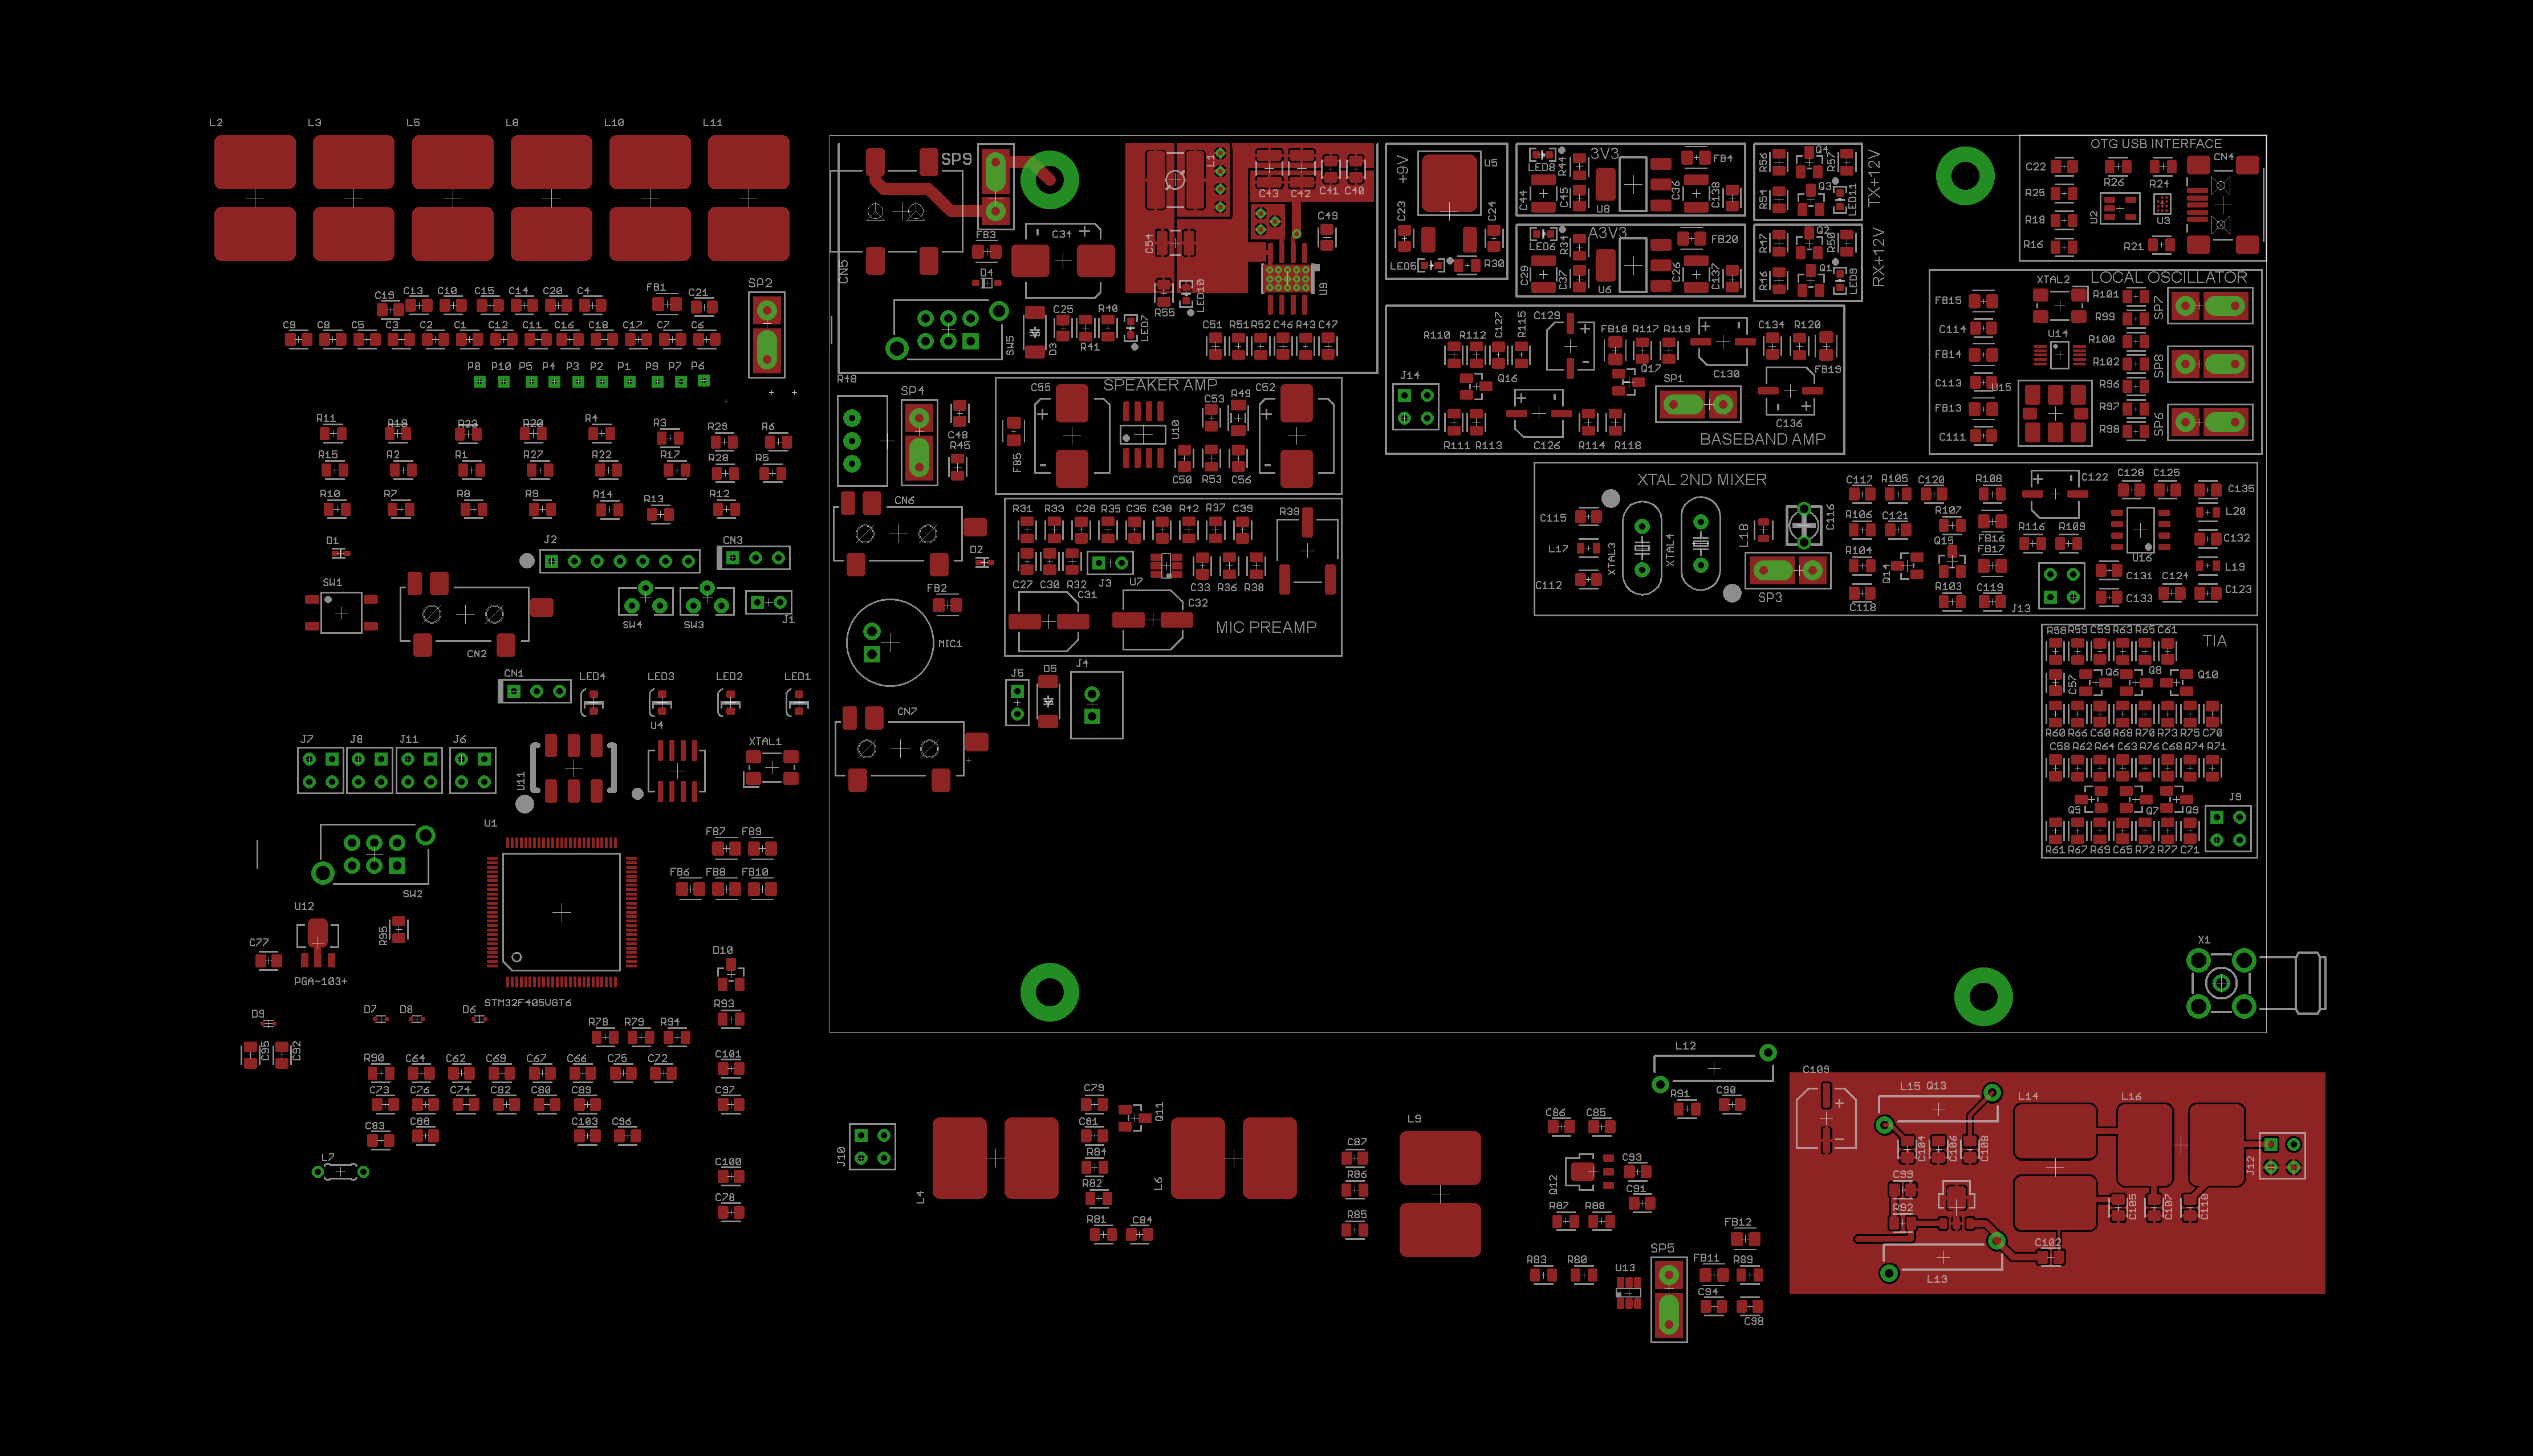 L2 L3 L5 L8 L10 L11
C19 C13 C10 C15 C14 C20 C4 FB1 C21
SP2
C9 C8 C5 C3 C2 C1 C12 C11 C16 C18 C17 C7 C6
P8 P10 P5 P4 P3 P2 P1 P9 P7 P6
R11 R19 R23 R20 R4 R3 R29 R6
R15 R2 R1 R27 R22 R17 R28 R5
R10 R7 R8 R9 R14 R13 R12
D1 J2 CN3
SW1 CN2 SW4 SW3 J1
CN1 LED4 LED3 LED2 LED1
J7 J8 J11 J6 U11 U4 XTAL1
SW2 U1 FB7 FB9
FB6 FB8 FB10
U12 R95 C77
PGA-103+
STM32F405VGT6
D10
R93
D9 D7 D8 D6
C95 C92
R78 R79 R94
R90 C64 C62 C69 C67 C66 C75 C72
C101
C73 C76 C74 C82 C80 C89
C97
C83 C88 C103 C96
L7
C100
C78
SP9
CN5
FB3 C34
D4
SW5 D3 C25 R41 R40 LED7
C54 L1 C43 C42 C41 C40
C49
R55 LED10 U9
C51 R51 R52 C46 R43 C47
+9V
U5
C23 C24
LED5 R30
3V3
LED8 R44 C44 C45 U8 C36 FB4 C138
A3V3
LED6 R34 C29 C37 U6 C26 FB20 C137
TX+12V
R56 Q4 R57 R54 Q3 LED11
RX+12V
R47 Q2 R50 R46 Q1 LED9
OTG USB INTERFACE
C22 R26 R24 CN4
R25 U2 U3
R18
R16 R21
LOCAL OSCILLATOR
FB15 XTAL2 R101 SP7
C114 R99
FB14 U14 R100
R102 SP8
C113 U15 R96
FB13 R97
C111 R98 SP6
R48 SP4 C48 R45
SPEAKER AMP
C55 FB5 U10 C53 R49 C52
C50 R53 C56
R110 R112 C127 R115 C129 FB18 R117 R119 C134 R120
J14 Q16 Q17 SP1 C130 FB19
R111 R113 C126 R114 R118 C136
BASEBAND AMP
CN6
D2
FB2
MIC1
R31 R33 C28 R35 C35 C38 R42 R37 C39 R39
C27 C30 R32 J3 U7 C33 R36 R38
C31 C32
MIC PREAMP
CN7
J5 D5 J4
XTAL 2ND MIXER
C115 L17 C112 XTAL3 XTAL4 L18 C116 SP3
C117 R105 C120 R108 C122 C128 C125 C135
R106 C121 R107 FB16 R116 R109 L20
R104 Q14 Q15 FB17 U16 C132
L19
C118 R103 C119 J13 C131 C133 C124 C123
TIA
R58 R59 C59 R63 R65 C61
C57 Q6 Q8 Q10
R60 R66 C60 R68 R70 R73 R75 C70
C58 R62 R64 C63 R76 C68 R74 R71
Q5 Q7 Q9 J9
R61 R67 R69 C65 R72 R77 C71
X1
L12
R91 C90
J10 L4 C79 Q11 L6
C81
R84
R82
R81 C84
C87
R86
R85
L9
C86 C85
Q12 C93
C91
R87 R88
R83 R80 U13 SP5 FB12
FB11 R89
C94 C98
C109 L15 Q13 L14 L16
C104 C106 C108
C99
R92
C105 C107 C110
J12
C102
L13